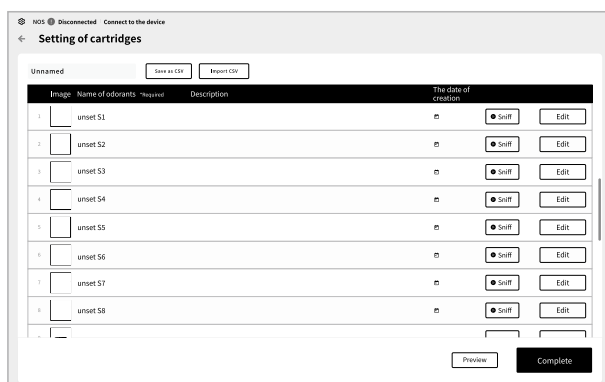 NOS Disconnected Connect to the device
← Setting of cartridges
Unnamed Save as CSV Import CSV
Image Name of odorants *Required Description The date of creation
1 unset S1 Sniff Edit
2 unset S2 Sniff Edit
3 unset S3 Sniff Edit
4 unset S4 Sniff Edit
5 unset S5 Sniff Edit
6 unset S6 Sniff Edit
7 unset S7 Sniff Edit
8 unset S8 Sniff Edit
Preview Complete